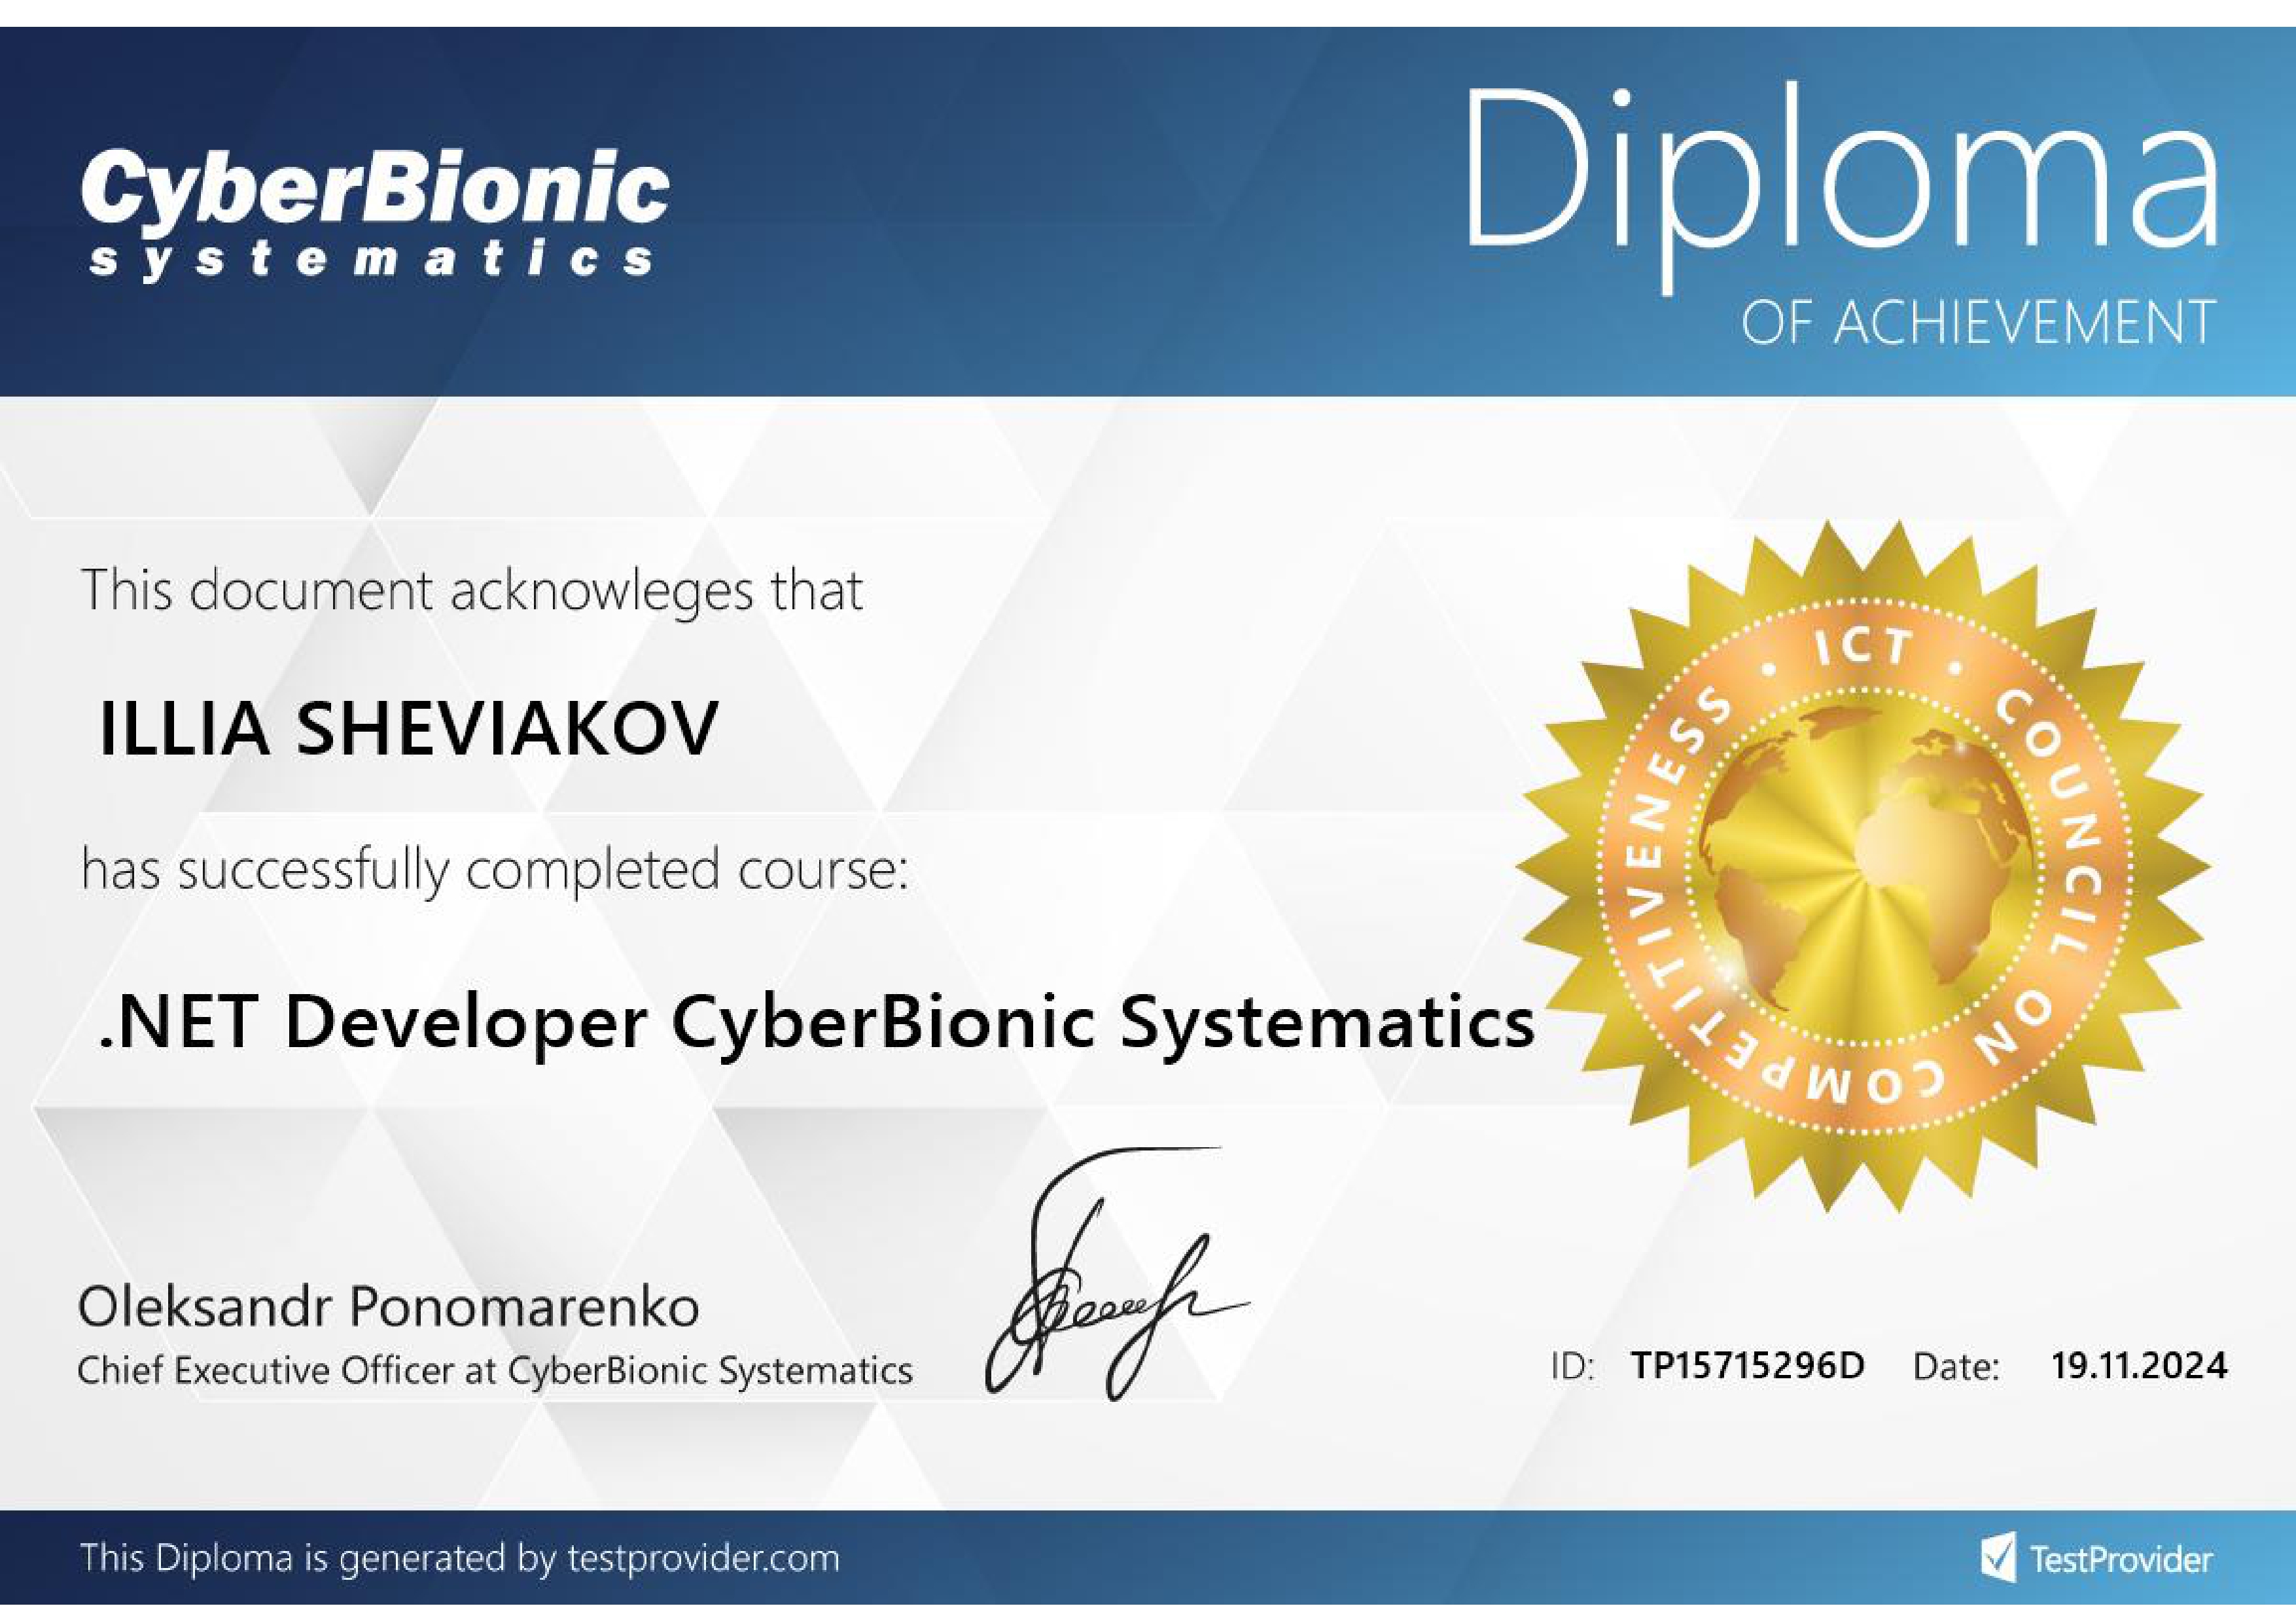 CyberBionic
systematics
Diploma
OF ACHIEVEMENT
This document acknowleges that
ILLIA SHEVIAKOV
has successfully completed course:
.NET Developer CyberBionic Systematics
ICT • COUNCIL ON COMPETITIVENESS •
Oleksandr Ponomarenko
Chief Executive Officer at CyberBionic Systematics
ID: TP15715296D Date: 19.11.2024
This Diploma is generated by testprovider.com
TestProvider